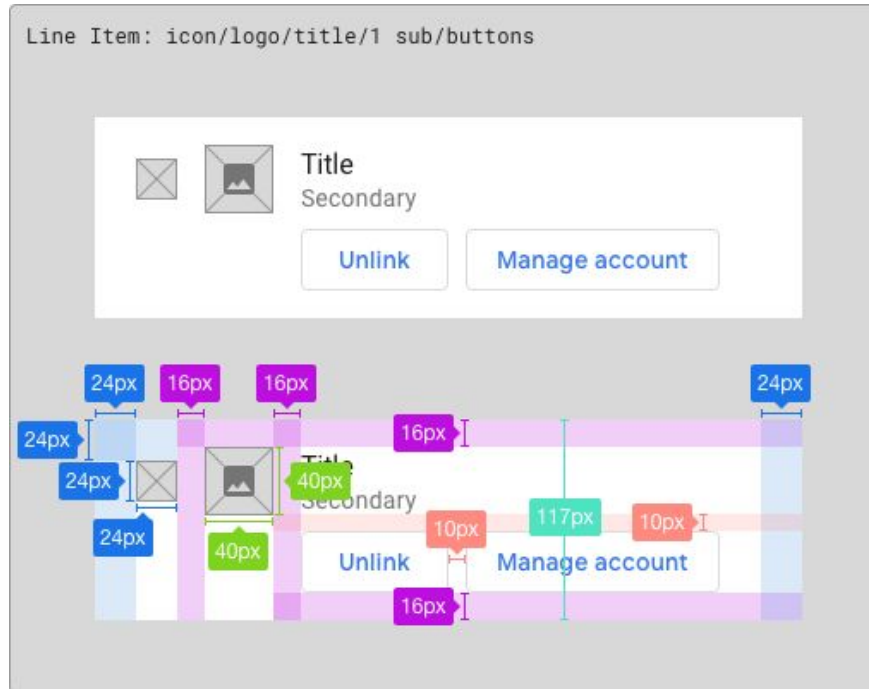 Line Item: icon/logo/title/1 sub/buttons
Title
Secondary
Unlink
Manage account
24px
16px
16px
24px
24px
16px
Title
24px
40px
Secondary
117px
10px
10px
24px
40px
Unlink
Manage account
16px